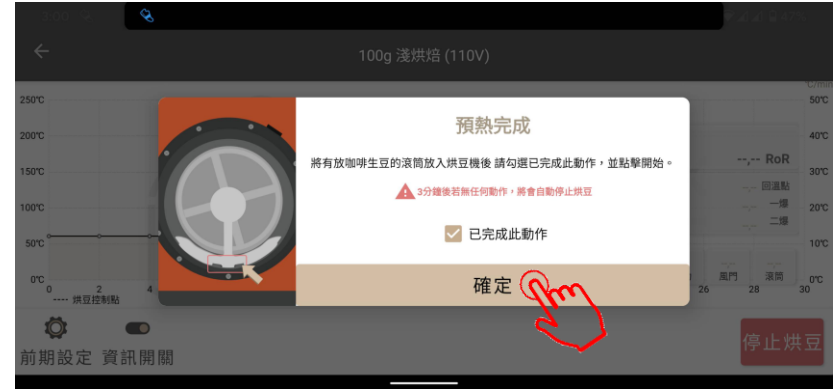 100g 淺烘焙 (110V)
℃/min
250℃
50℃
200℃
40℃
150℃
30℃
100℃
20℃
50℃
10℃
0℃
0℃
預熱完成
將有放咖啡生豆的滾筒放入烘豆機後 請勾選已完成此動作，並點擊開始。
3分鐘後若無任何動作，將會自動停止烘豆
已完成此動作
確定
--,-- RoR
--,-- 回溫點
--,-- 一爆
--,-- 二爆
風門
滾筒
0 2 4 26 28 30
---- 烘豆控制點
前期設定 資訊開關
停止烘豆